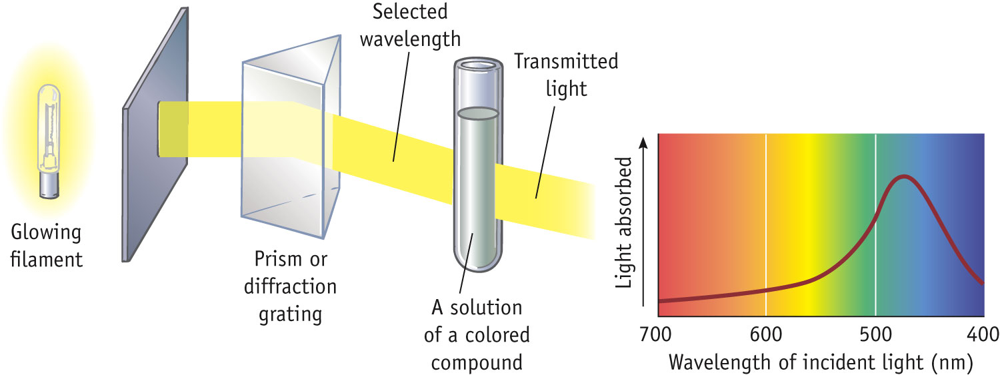 Glowing
filament
Prism or
diffraction
grating
Selected
wavelength
A solution
of a colored
compound
Transmitted
light
Light absorbed
700
600
500
400
Wavelength of incident light (nm)